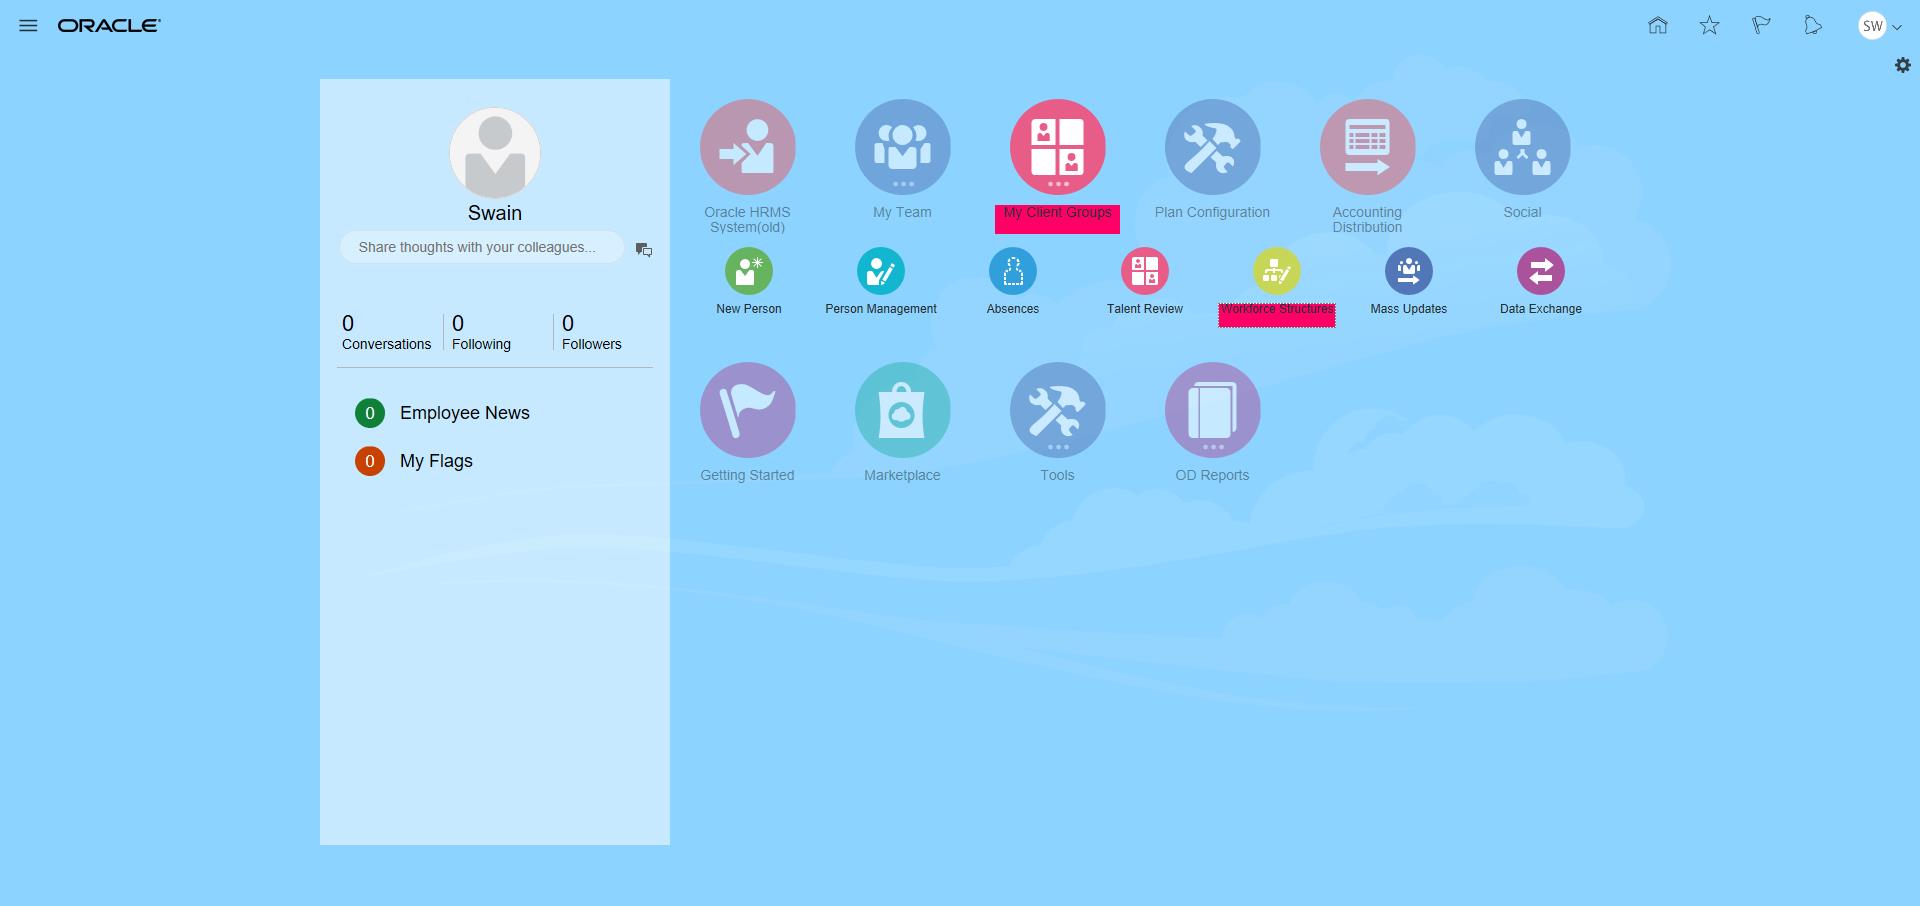 ORACLE
SW
Swain
Share thoughts with your colleagues...
0
Conversations
0
Following
0
Followers
0 Employee News
0 My Flags
Oracle HRMS
System(old)
My Team
My Client Groups
Plan Configuration
Accounting
Distribution
Social
New Person
Person Management
Absences
Talent Review
Workforce Structures
Mass Updates
Data Exchange
Getting Started
Marketplace
Tools
OD Reports